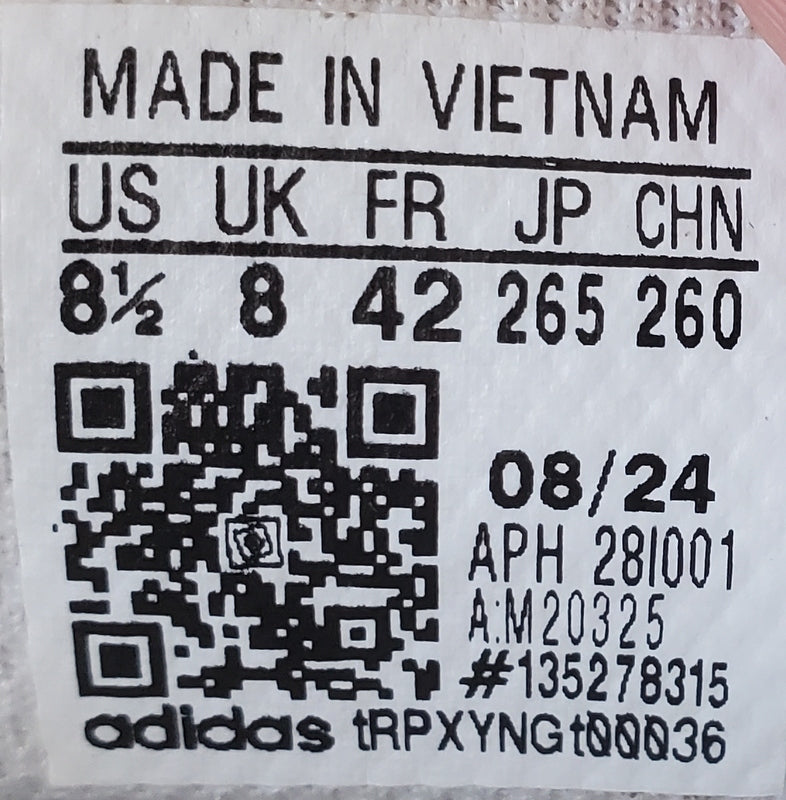 MADE IN VIETNAM
US UK FR JP CHN
8½ 8 42 265 260
08/24
APH 28I001
A:M20325
#135278315
adidas tRPXYNGt00036